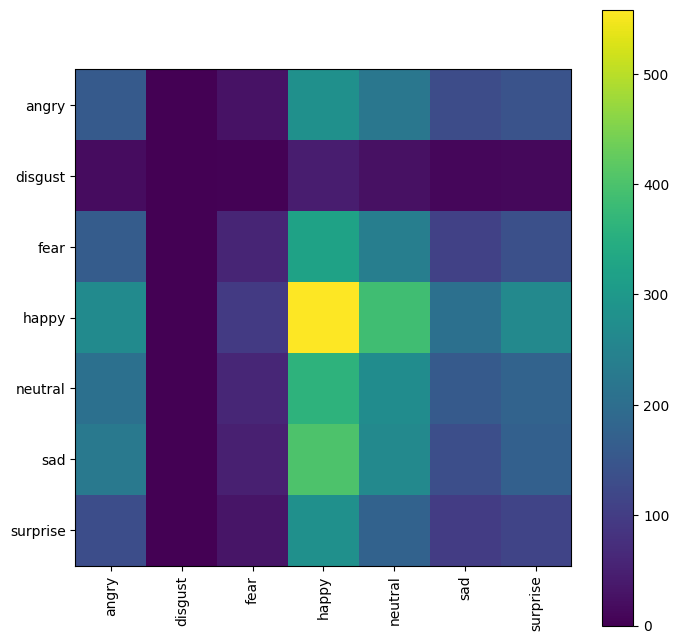 angry
disgust
fear
happy
neutral
sad
surprise
angry
disgust
fear
happy
neutral
sad
surprise
500
400
300
200
100
0